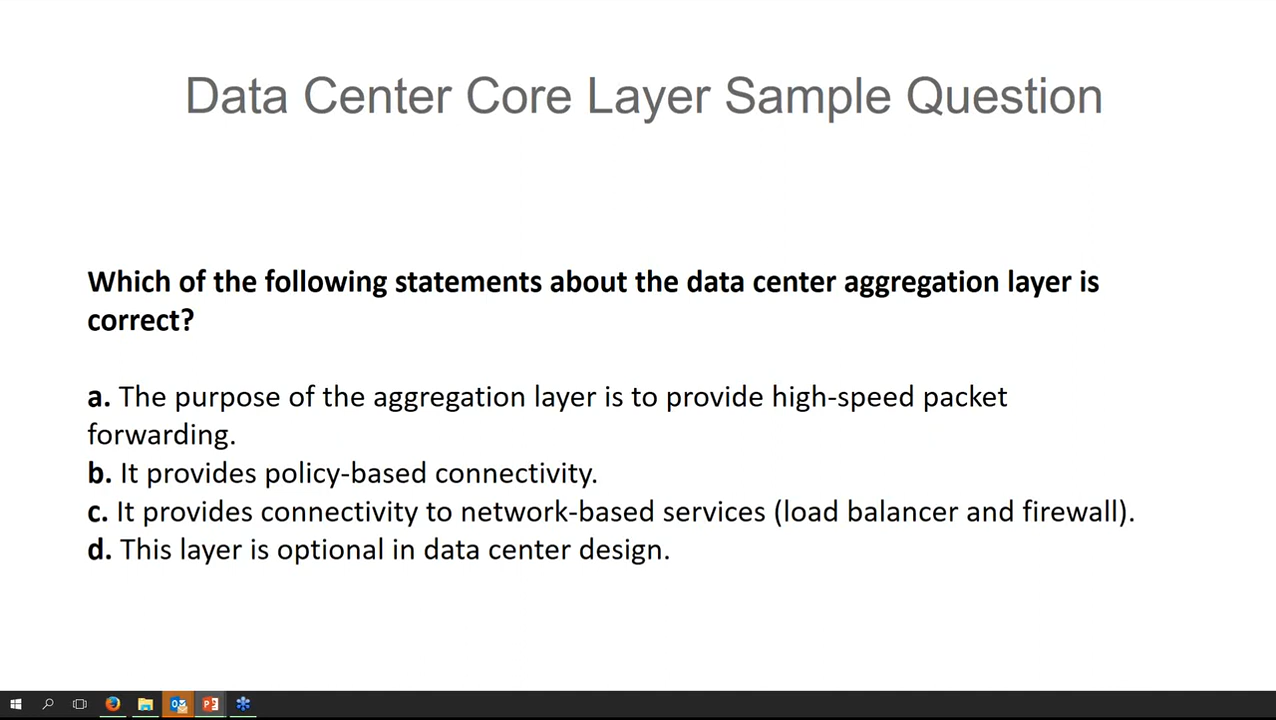 Data Center Core Layer Sample Question
Which of the following statements about the data center aggregation layer is
correct?
a. The purpose of the aggregation layer is to provide high-speed packet
forwarding.
b. It provides policy-based connectivity.
c. It provides connectivity to network-based services (load balancer and firewall).
d. This layer is optional in data center design.